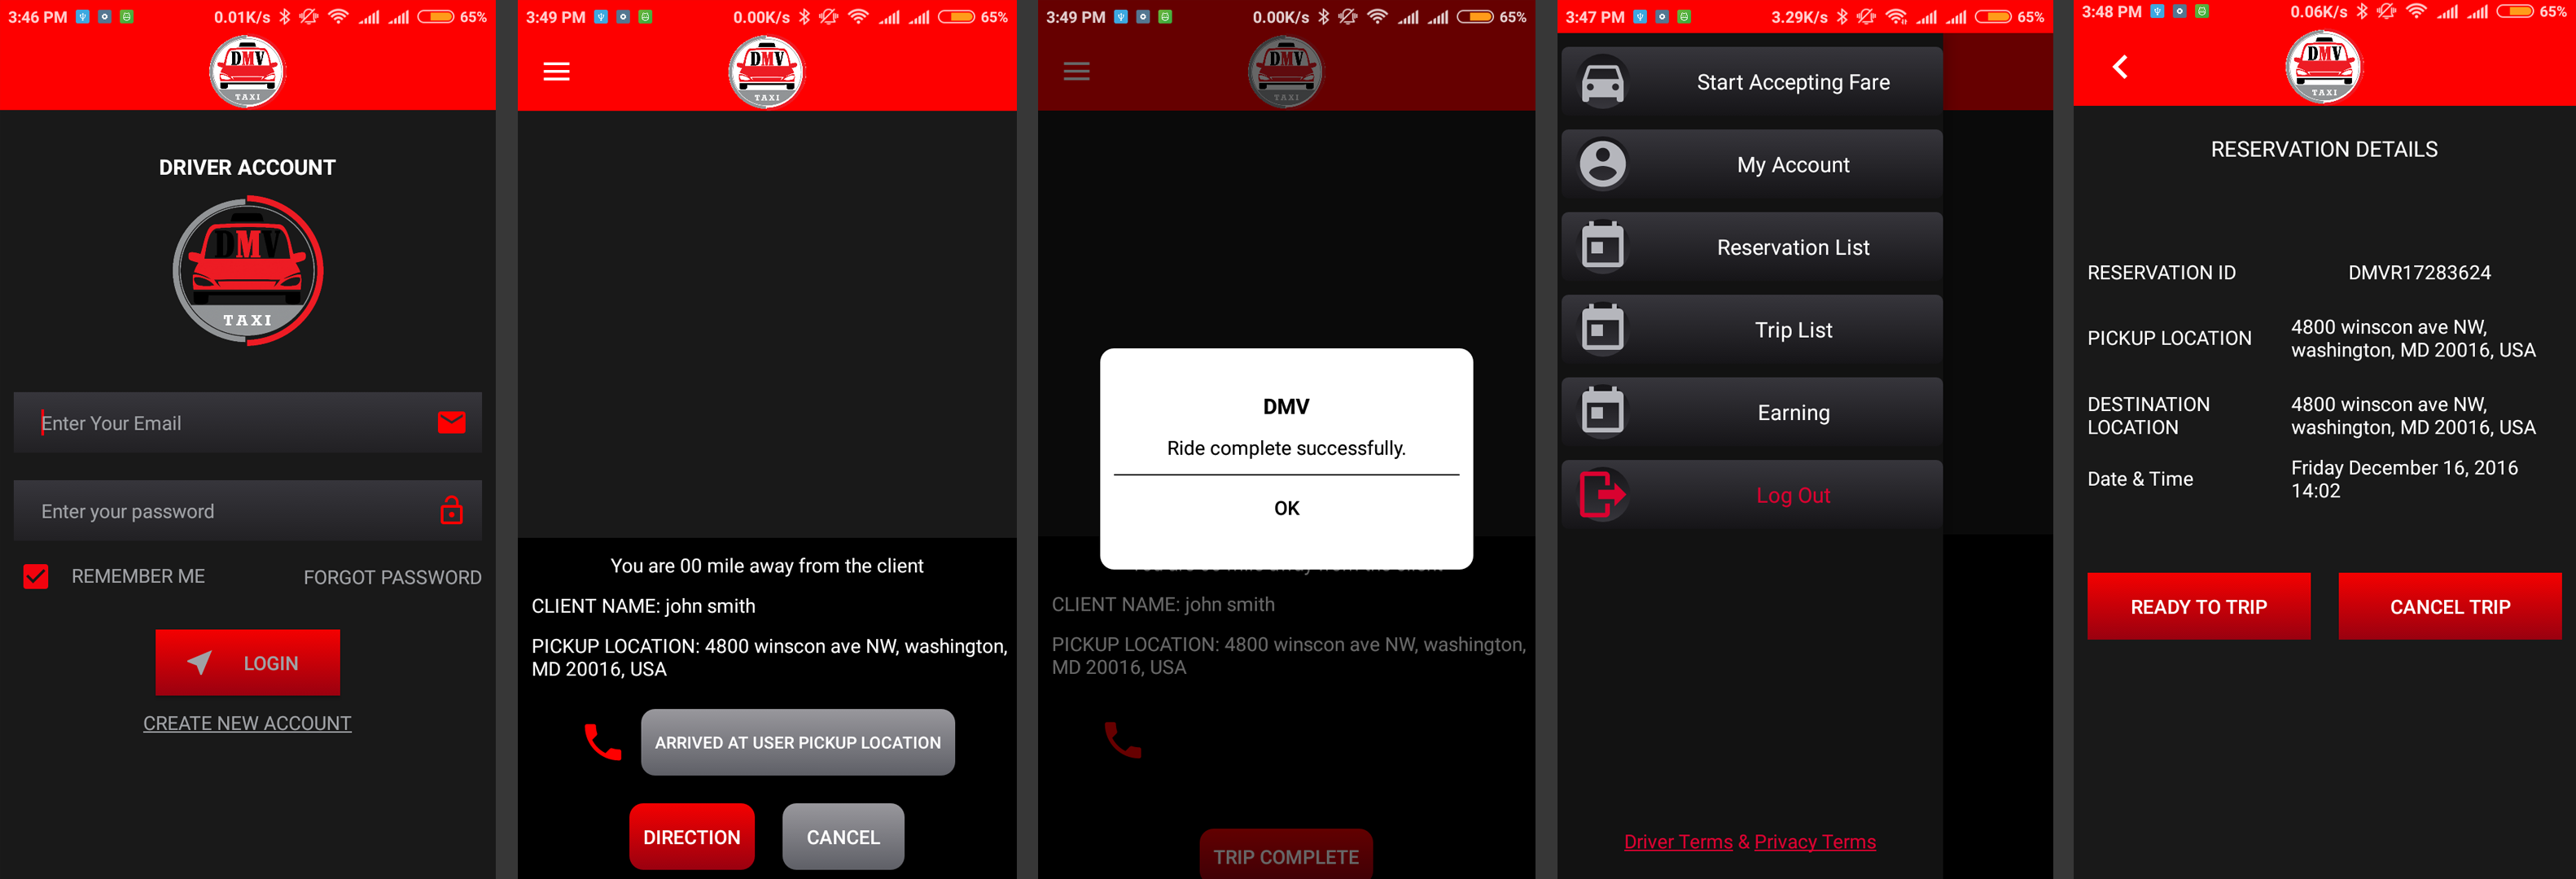 3:46 PM 0.01K/s 65%
DMV
TAXI
DRIVER ACCOUNT
DMV
TAXI
Enter Your Email
Enter your password
REMEMBER ME FORGOT PASSWORD
LOGIN
CREATE NEW ACCOUNT
3:49 PM 0.00K/s 65%
DMV
TAXI
You are 00 mile away from the client
CLIENT NAME: john smith
PICKUP LOCATION: 4800 winscon ave NW, washington,
MD 20016, USA
ARRIVED AT USER PICKUP LOCATION
DIRECTION CANCEL
3:49 PM 0.00K/s 65%
DMV
TAXI
DMV
Ride complete successfully.
OK
CLIENT NAME: john smith
PICKUP LOCATION: 4800 winscon ave NW, washington,
MD 20016, USA
TRIP COMPLETE
3:47 PM 3.29K/s 65%
Start Accepting Fare
My Account
Reservation List
Trip List
Earning
Log Out
Driver Terms & Privacy Terms
3:48 PM 0.06K/s 65%
DMV
TAXI
RESERVATION DETAILS
RESERVATION ID DMVR17283624
PICKUP LOCATION 4800 winscon ave NW,
washington, MD 20016, USA
DESTINATION 4800 winscon ave NW,
LOCATION washington, MD 20016, USA
Date & Time Friday December 16, 2016
14:02
READY TO TRIP CANCEL TRIP